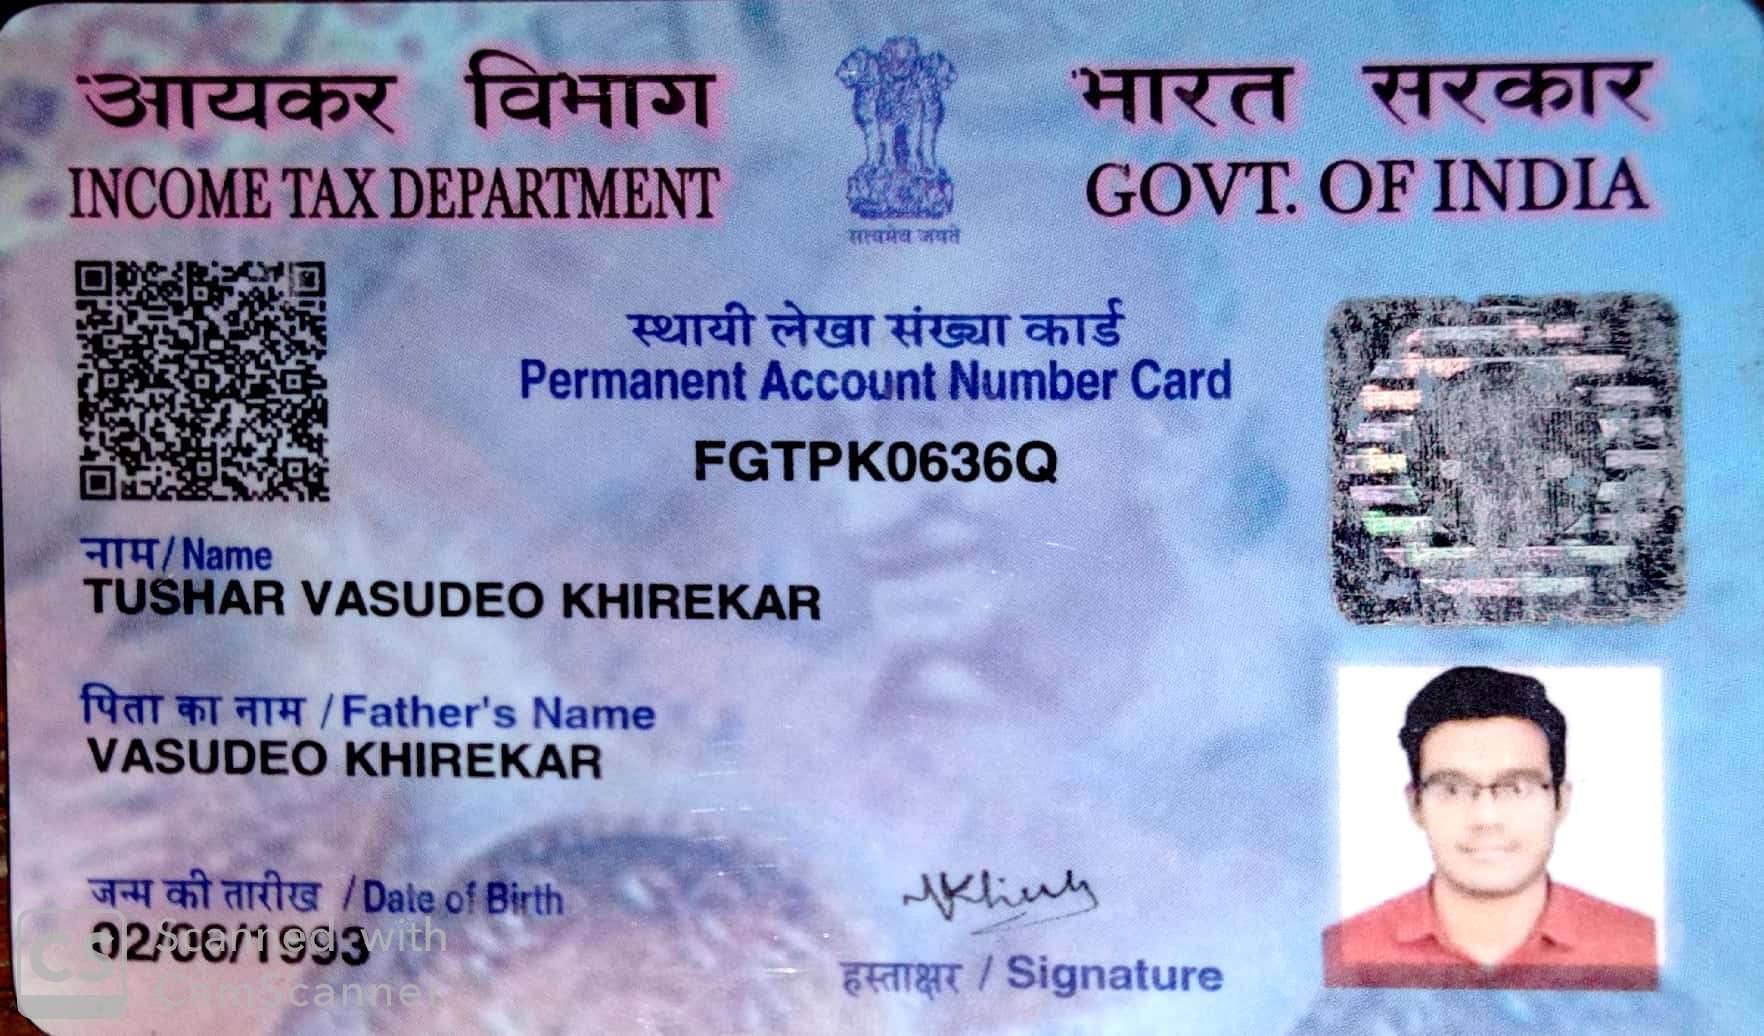 आयकर विभाग
INCOME TAX DEPARTMENT
सत्यमेव जयते
भारत सरकार
GOVT. OF INDIA
स्थायी लेखा संख्या कार्ड
Permanent Account Number Card
FGTPK0636Q
नाम/Name
TUSHAR VASUDEO KHIREKAR
पिता का नाम /Father's Name
VASUDEO KHIREKAR
जन्म की तारीख /Date of Birth
02/06/1993
हस्ताक्षर / Signature
CS
Scanned with
CamScanner